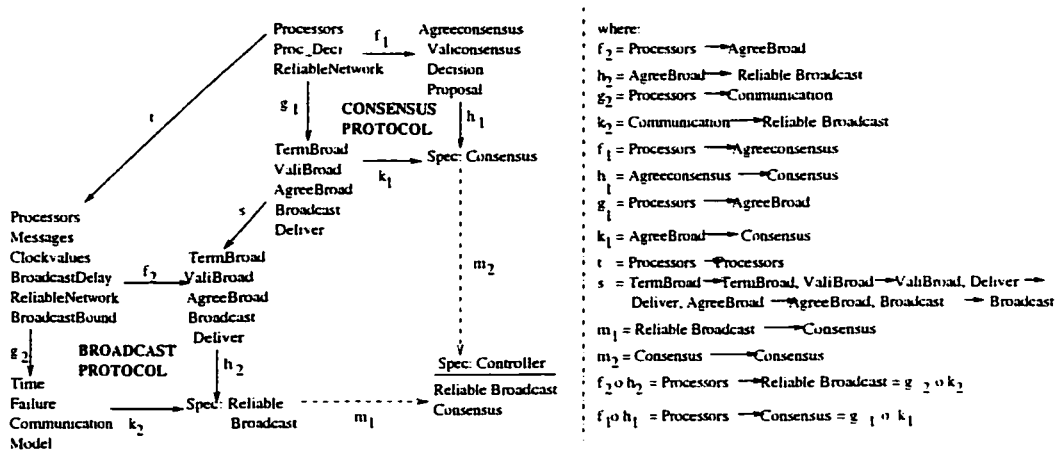 Processors
Proc_Deci
ReliableNetwork
f1
Agreeconsensus
Valiconsensus
Decision
Proposal
t
g1
CONSENSUS
PROTOCOL
h1
TermBroad
ValiBroad
AgreeBroad
Broadcast
Deliver
k1
Spec: Consensus
s
m2
Processors
Messages
Clockvalues
BroadcastDelay
ReliableNetwork
BroadcastBound
f2
TermBroad
ValiBroad
AgreeBroad
Broadcast
Deliver
g2
BROADCAST
PROTOCOL
h2
Time
Failure
Communication
Model
k2
Spec: Reliable
Broadcast
m1
Spec: Controller
Reliable Broadcast
Consensus
where:
f2 = Processors → AgreeBroad
h2 = AgreeBroad → Reliable Broadcast
g2 = Processors → Communication
k2 = Communication → Reliable Broadcast
f1 = Processors → Agreeconsensus
h1 = Agreeconsensus → Consensus
g1 = Processors → AgreeBroad
k1 = AgreeBroad → Consensus
t = Processors → Processors
s = TermBroad → TermBroad, ValiBroad → ValiBroad, Deliver →
Deliver, AgreeBroad → AgreeBroad, Broadcast → Broadcast
m1 = Reliable Broadcast → Consensus
m2 = Consensus → Consensus
f2 o h2 = Processors → Reliable Broadcast = g2 o k2
f1 o h1 = Processors → Consensus = g1 o k1